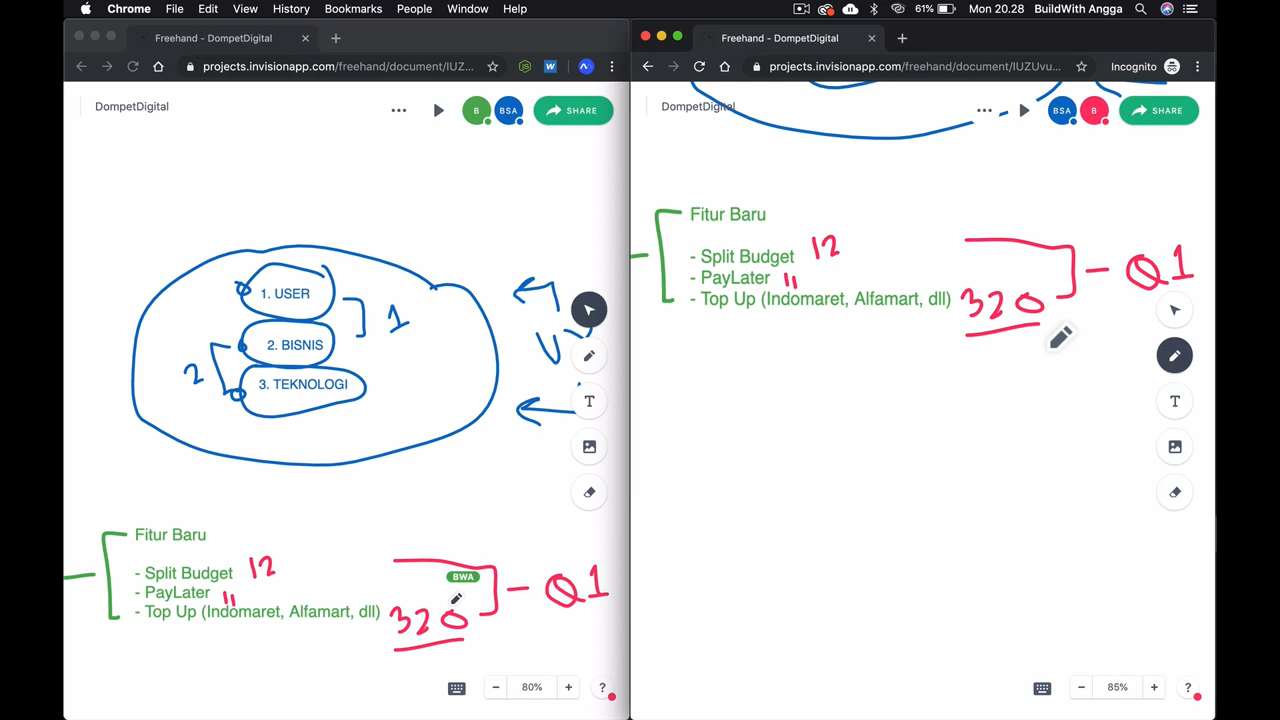 Chrome File Edit View History Bookmarks People Window Help 61% Mon 20.28 BuildWith Angga
Freehand - DompetDigital
projects.invisionapp.com/freehand/document/IUZ...
DompetDigital
B BSA SHARE
1. USER
1
2. BISNIS
2
3. TEKNOLOGI
T
Fitur Baru
- Split Budget 12
BWA
- PayLater 11
Q1
- Top Up (Indomaret, Alfamart, dll) 320
80%
?
Freehand - DompetDigital
projects.invisionapp.com/freehand/document/IUZUvu...
Incognito
DompetDigital
BSA B SHARE
Fitur Baru
- Split Budget 12
- PayLater 11
Q1
- Top Up (Indomaret, Alfamart, dll) 320
T
85%
?